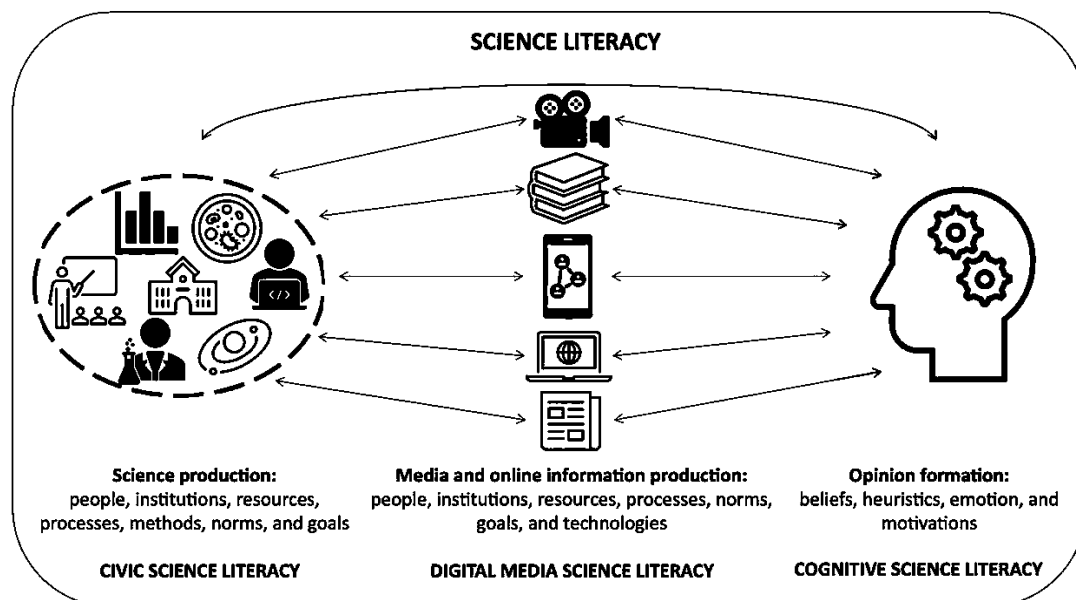 SCIENCE LITERACY
</>
Science production:
people, institutions, resources,
processes, methods, norms, and goals
CIVIC SCIENCE LITERACY
Media and online information production:
people, institutions, resources, processes, norms,
goals, and technologies
DIGITAL MEDIA SCIENCE LITERACY
Opinion formation:
beliefs, heuristics, emotion, and
motivations
COGNITIVE SCIENCE LITERACY